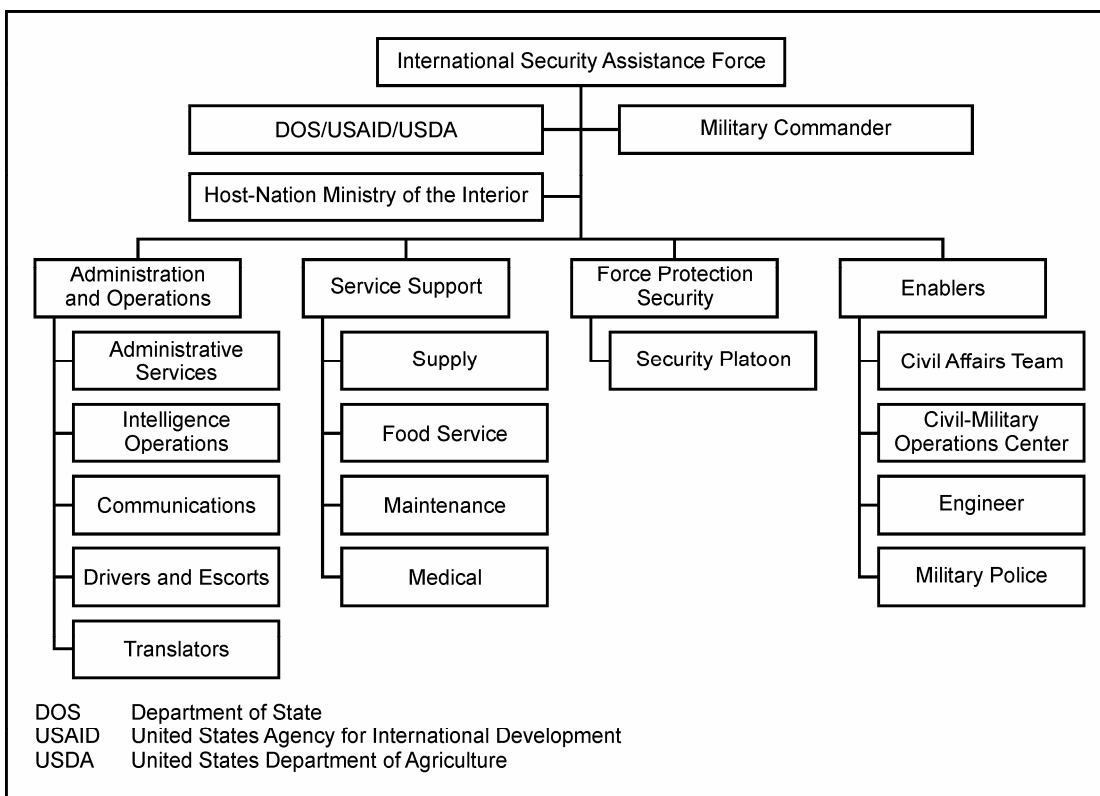 International Security Assistance Force
DOS/USAID/USDA
Military Commander
Host-Nation Ministry of the Interior
Administration
and Operations
Service Support
Force Protection
Security
Enablers
Administrative
Services
Supply
Security Platoon
Civil Affairs Team
Intelligence
Operations
Food Service
Civil-Military
Operations Center
Communications
Maintenance
Engineer
Drivers and Escorts
Medical
Military Police
Translators
DOS Department of State
USAID United States Agency for International Development
USDA United States Department of Agriculture